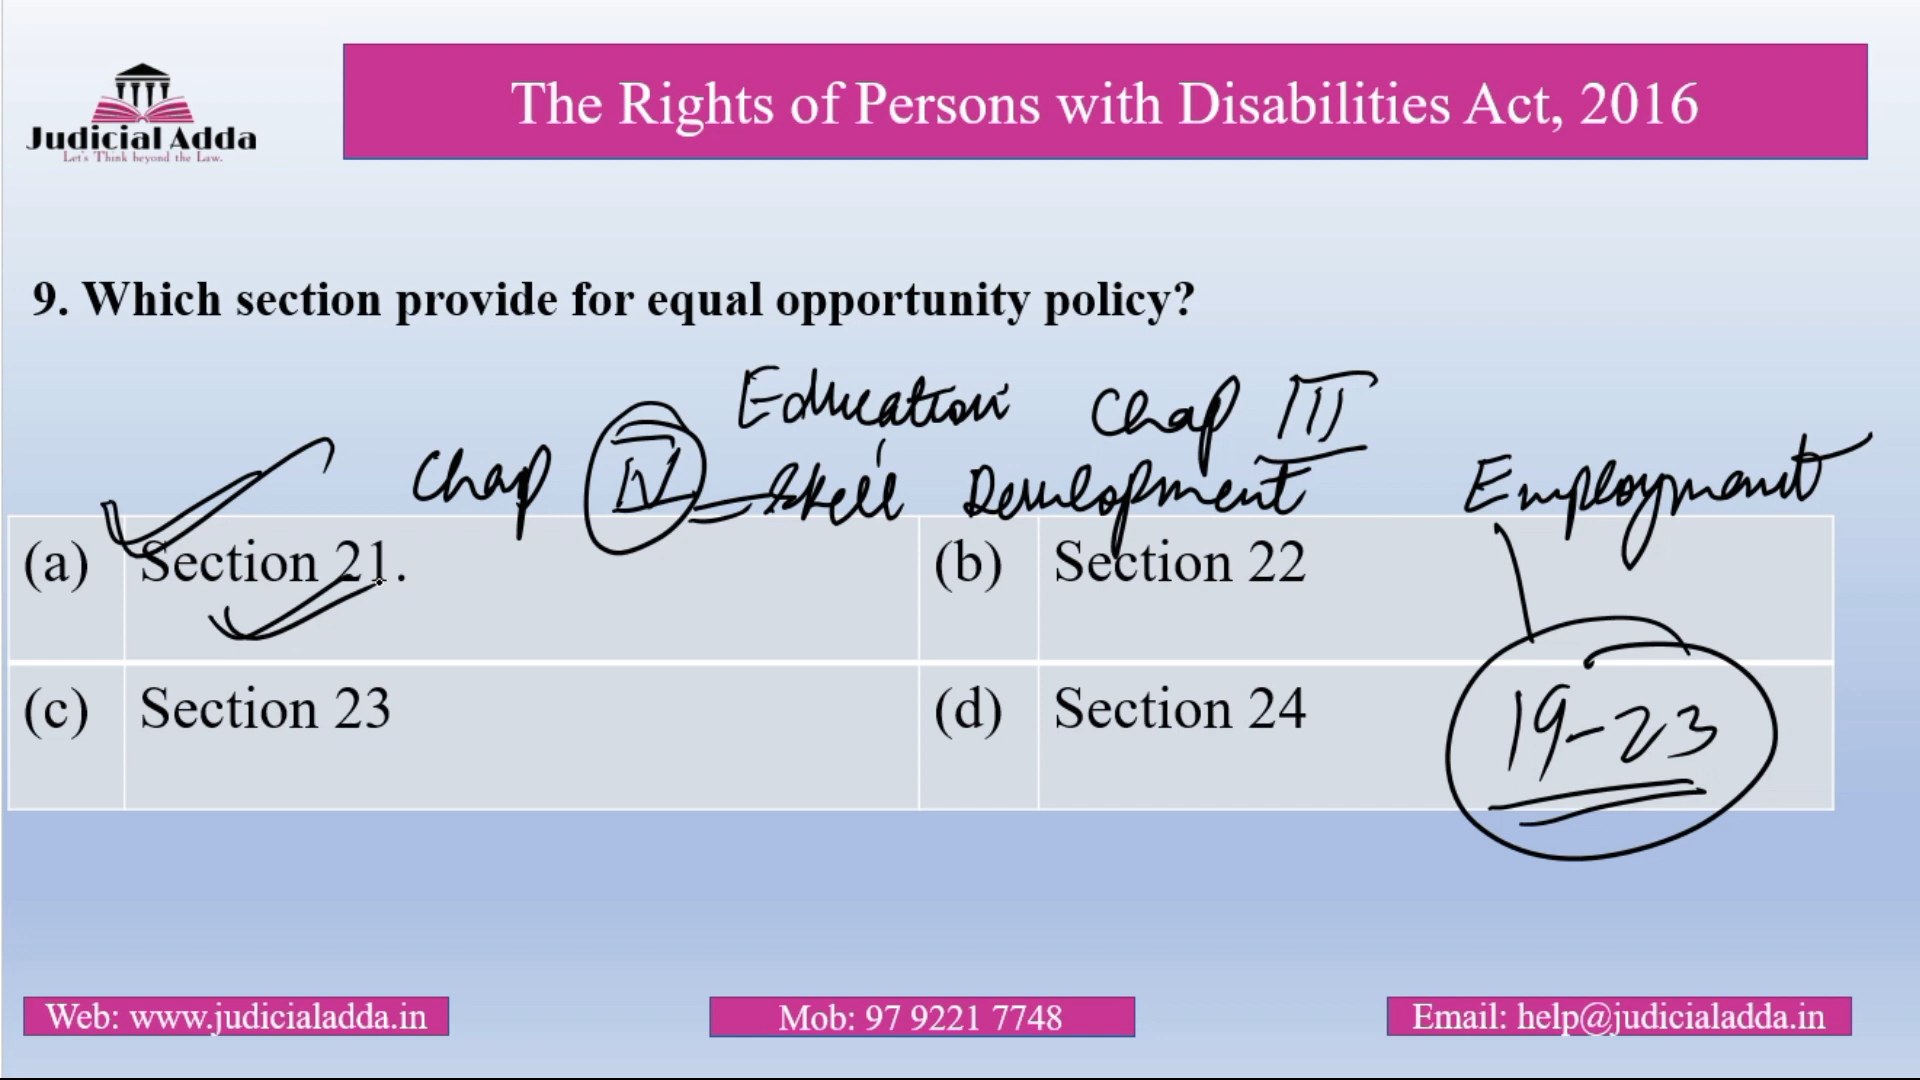 Judicial Adda
Let's Think beyond the Law.
The Rights of Persons with Disabilities Act, 2016
9. Which section provide for equal opportunity policy?
Education Chap III
Chap IV - Skill Development Employment
(a) Section 21. (b) Section 22
(c) Section 23 (d) Section 24
19-23
Web: www.judicialadda.in Mob: 97 9221 7748 Email: help@judicialadda.in